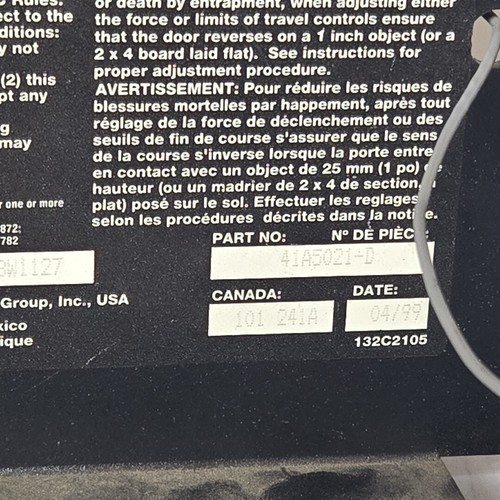 Rules.
ect to the
ditions:
y not
(2) this
pt any
g
may
r one or more
872;
782
3W1127
Group, Inc., USA
xico
ique
or death by entrapment, when adjusting either
the force or limits of travel controls ensure
that the door reverses on a 1 inch object (or a
2 x 4 board laid flat). See instructions for
proper adjustment procedure.
AVERTISSEMENT: Pour réduire les risques de
blessures mortelles par happement, après tout
réglage de la force de déclenchement ou des
seuils de fin de course s'assurer que le sens
de la course s'inverse lorsque la porte entre
en contact avec un object de 25 mm (1 po) de
hauteur (ou un madrier de 2 x 4 de section, 
plat) posé sur le sol. Effectuer les reglages
selon les procédures décrites dans la notice.
PART NO: Nº DE PIÈCE:
41A5021-D
CANADA: DATE:
101 241A 04/99
132C2105